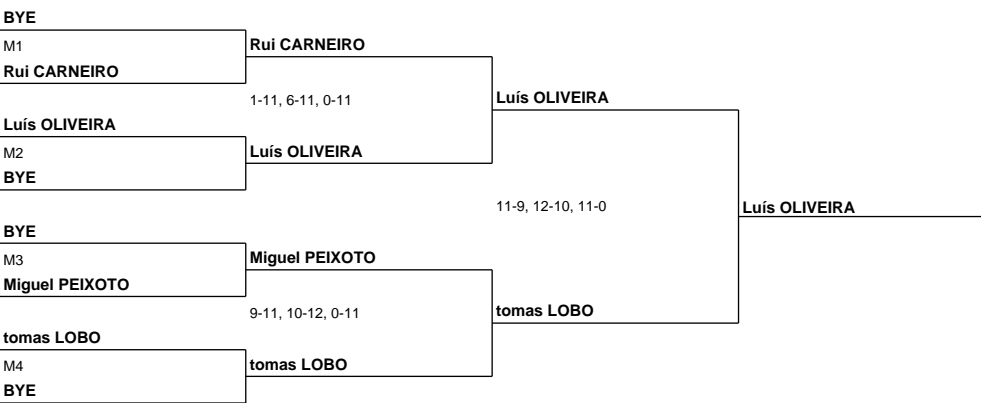 BYE
M1
Rui CARNEIRO
Rui CARNEIRO
1-11, 6-11, 0-11
Luís OLIVEIRA
Luís OLIVEIRA
M2
Luís OLIVEIRA
BYE
11-9, 12-10, 11-0
Luís OLIVEIRA
BYE
M3
Miguel PEIXOTO
Miguel PEIXOTO
9-11, 10-12, 0-11
tomas LOBO
tomas LOBO
M4
tomas LOBO
BYE